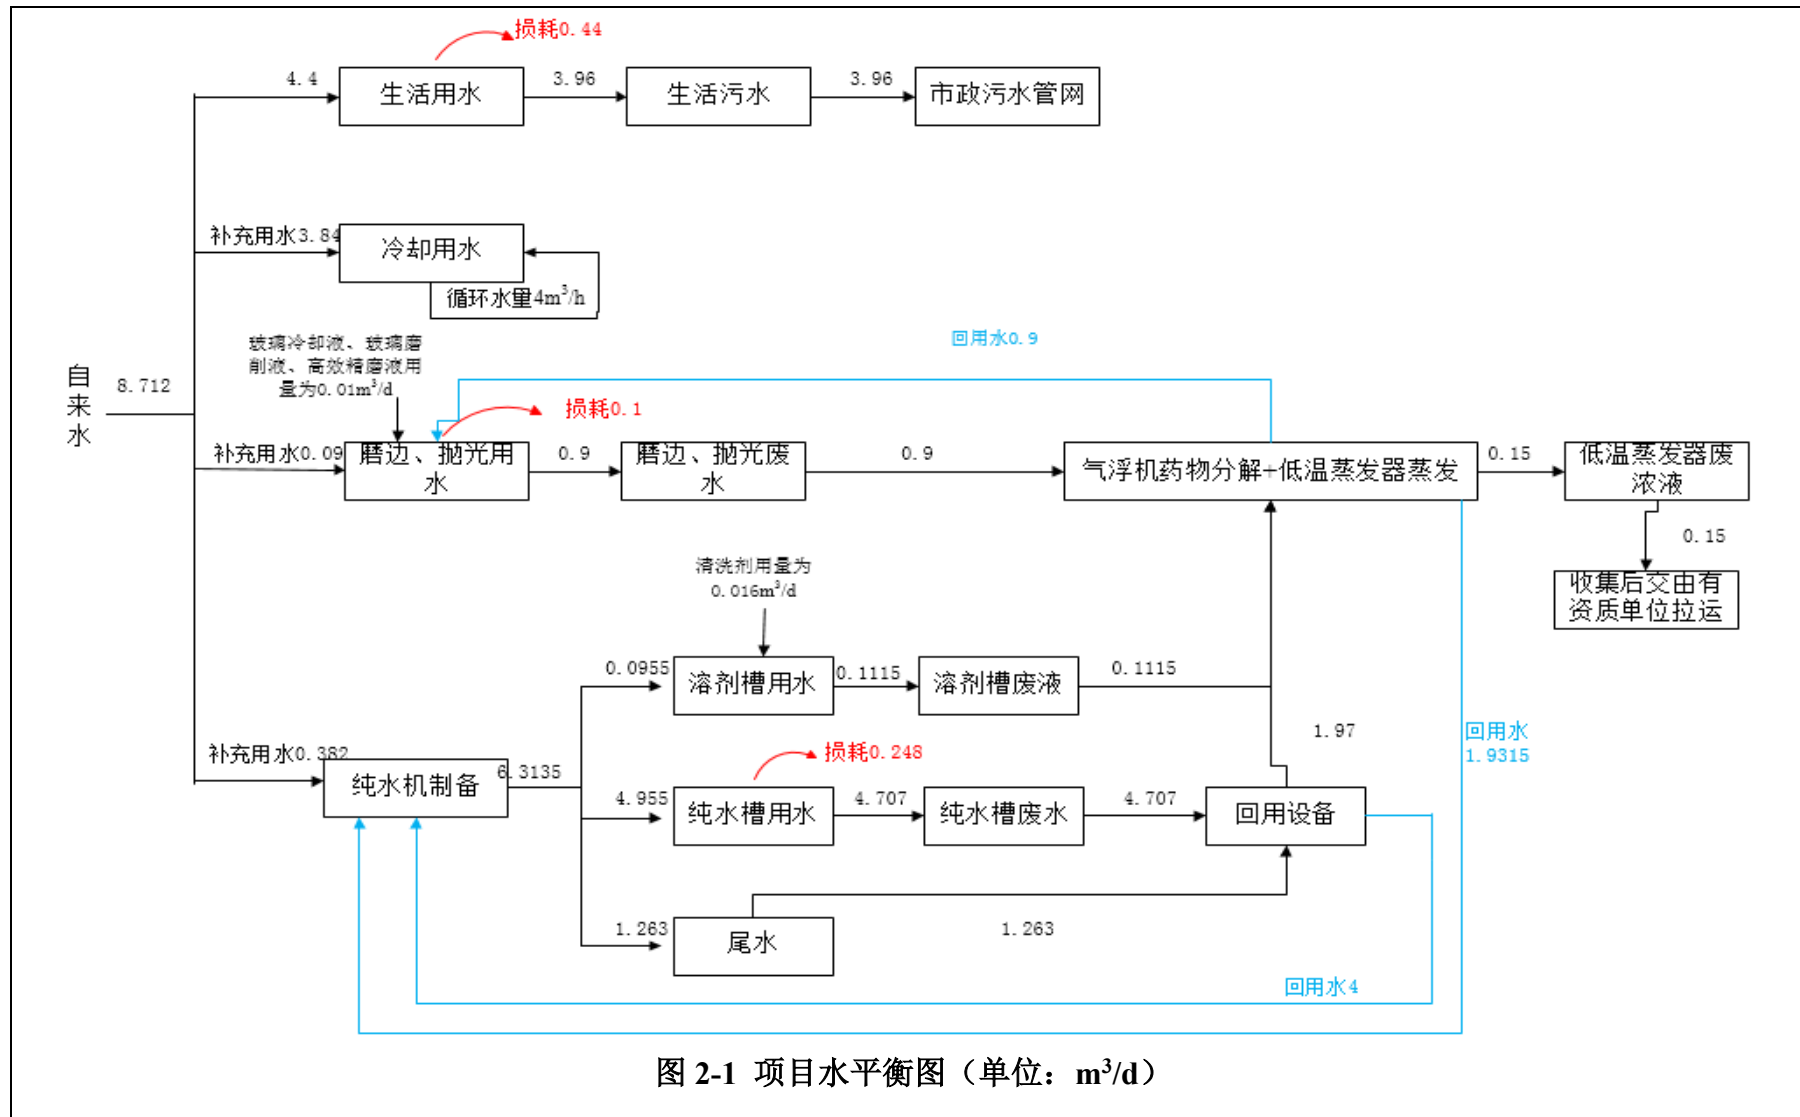 损耗0.44
4.4
生活用水
3.96
生活污水
3.96
市政污水管网
补充用水3.84
冷却用水
循环水量4m³/h
玻璃冷却液、玻璃磨
削液、高效精磨液用
量为0.01m³/d
回用水0.9
自
来
水
8.712
损耗0.1
补充用水0.09
磨边、抛光用
水
0.9
磨边、抛光废
水
0.9
气浮机药物分解+低温蒸发器蒸发
0.15
低温蒸发器废
浓液
0.15
收集后交由有
资质单位拉运
清洗剂用量为
0.016m³/d
0.0955
溶剂槽用水
0.1115
溶剂槽废液
0.1115
1.97
回用水
1.9315
补充用水0.382
纯水机制备
6.3135
损耗0.248
4.955
纯水槽用水
4.707
纯水槽废水
4.707
回用设备
1.263
尾水
1.263
回用水4
图 2-1 项目水平衡图（单位：m³/d）